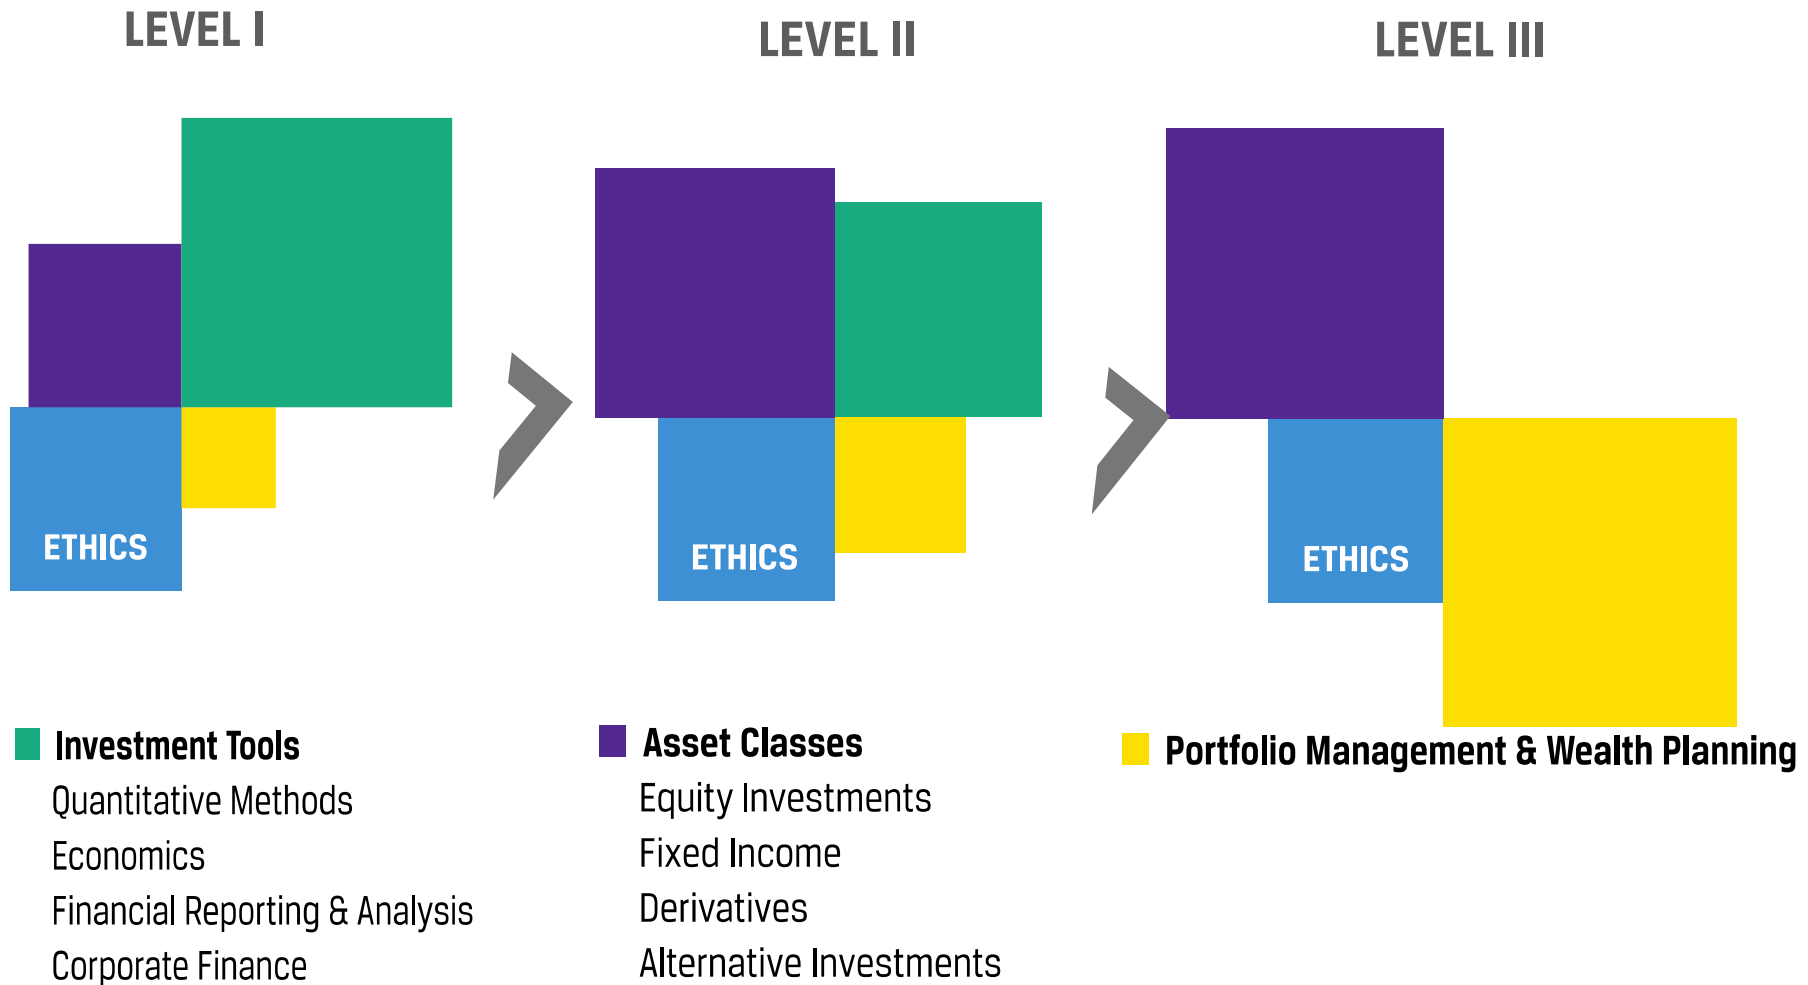 LEVEL I
LEVEL II
LEVEL III
ETHICS
ETHICS
ETHICS
Investment Tools
Quantitative Methods
Economics
Financial Reporting & Analysis
Corporate Finance
Asset Classes
Equity Investments
Fixed Income
Derivatives
Alternative Investments
Portfolio Management & Wealth Planning